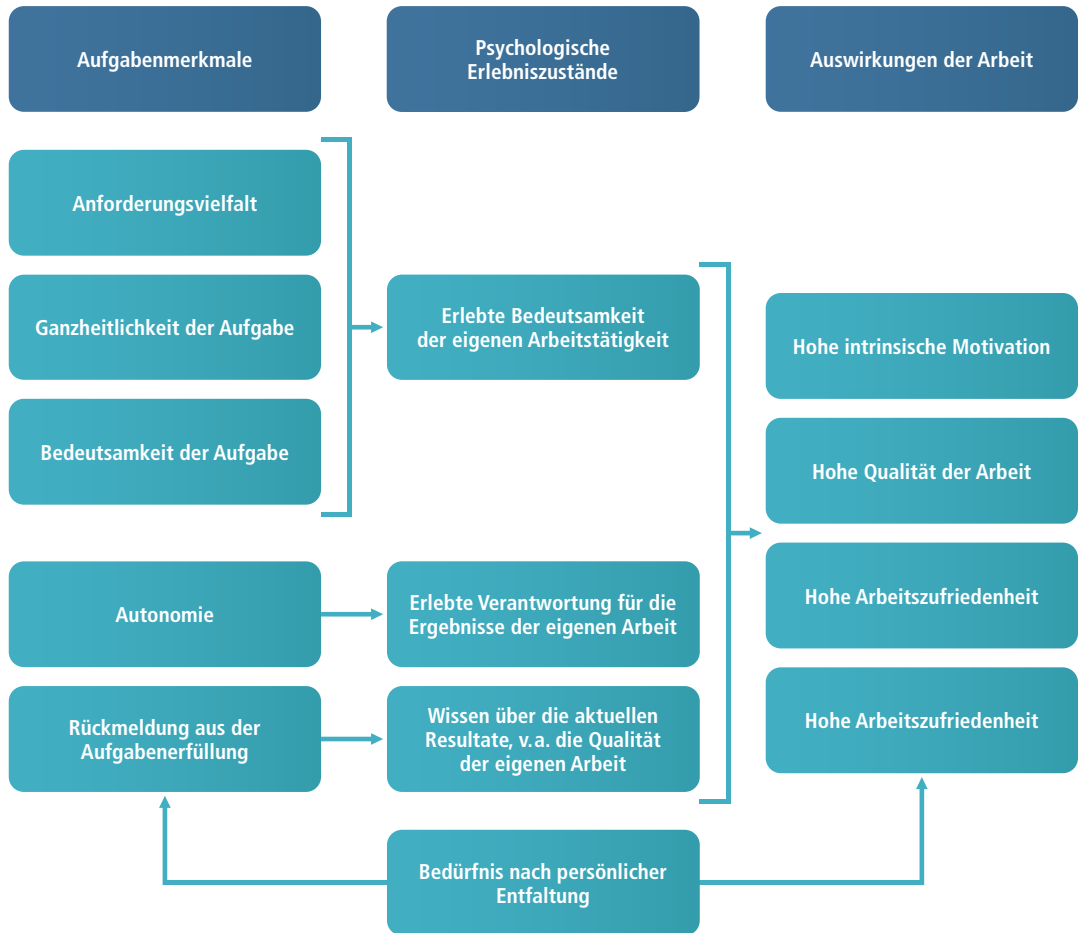 Aufgabenmerkmale
Psychologische
Erlebniszustände
Auswirkungen der Arbeit
Anforderungsvielfalt
Ganzheitlichkeit der Aufgabe
Bedeutsamkeit der Aufgabe
Autonomie
Rückmeldung aus der
Aufgabenerfüllung
Erlebte Bedeutsamkeit
der eigenen Arbeitstätigkeit
Erlebte Verantwortung für die
Ergebnisse der eigenen Arbeit
Wissen über die aktuellen
Resultate, v.a. die Qualität
der eigenen Arbeit
Bedürfnis nach persönlicher
Entfaltung
Hohe intrinsische Motivation
Hohe Qualität der Arbeit
Hohe Arbeitszufriedenheit
Hohe Arbeitszufriedenheit